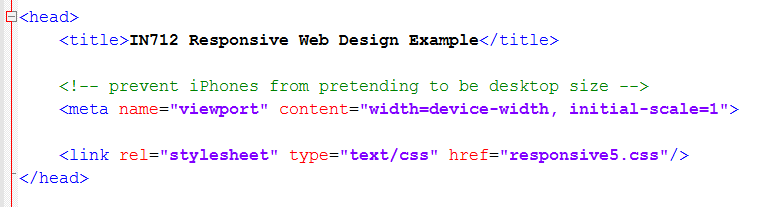 <head>
<title>IN712 Responsive Web Design Example</title>
<!-- prevent iPhones from pretending to be desktop size -->
<meta name="viewport" content="width=device-width, initial-scale=1">
<link rel="stylesheet" type="text/css" href="responsive5.css"/>
</head>